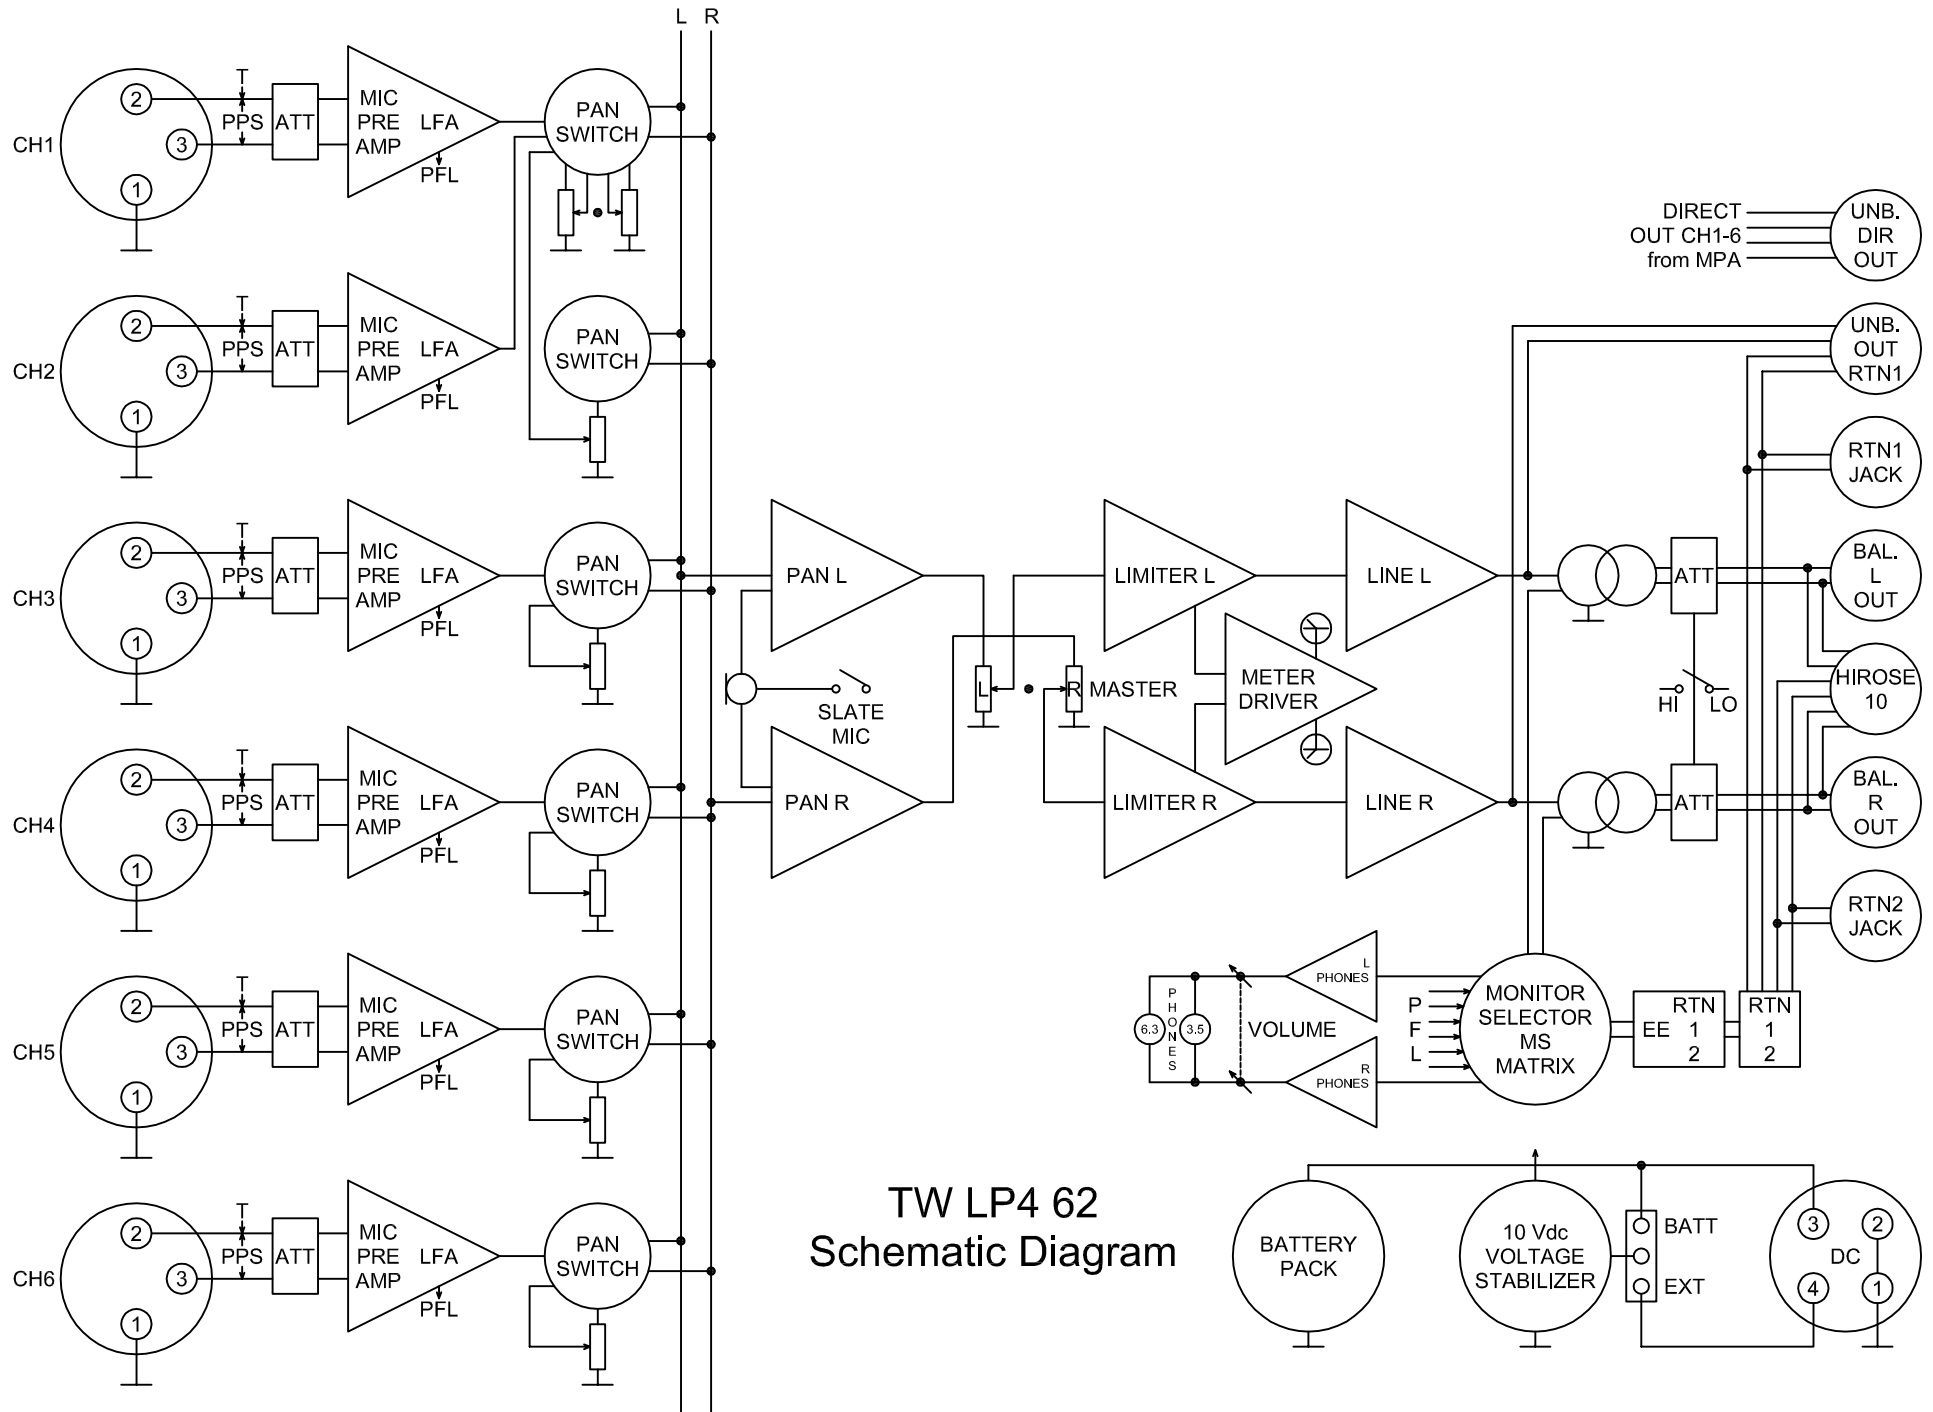 L R
CH1
2
3
1
T
PPS
ATT
MIC
PRE LFA
AMP
PFL
PAN
SWITCH
CH2
2
3
1
T
PPS
ATT
MIC
PRE LFA
AMP
PFL
PAN
SWITCH
CH3
2
3
1
T
PPS
ATT
MIC
PRE LFA
AMP
PFL
PAN
SWITCH
CH4
2
3
1
T
PPS
ATT
MIC
PRE LFA
AMP
PFL
PAN
SWITCH
CH5
2
3
1
T
PPS
ATT
MIC
PRE LFA
AMP
PFL
PAN
SWITCH
CH6
2
3
1
T
PPS
ATT
MIC
PRE LFA
AMP
PFL
PAN
SWITCH
PAN L
PAN R
SLATE
MIC
L
R
MASTER
LIMITER L
LIMITER R
METER
DRIVER
LINE L
LINE R
ATT
HI LO
ATT
DIRECT
OUT CH1-6
from MPA
UNB.
DIR
OUT
UNB.
OUT
RTN1
RTN1
JACK
BAL.
L
OUT
HIROSE
10
BAL.
R
OUT
RTN2
JACK
6.3
PHONES
3.5
VOLUME
L
PHONES
R
PHONES
P
F
L
MONITOR
SELECTOR
MS
MATRIX
RTN
EE 1
2
RTN
1
2
TW LP4 62
Schematic Diagram
BATTERY
PACK
10 Vdc
VOLTAGE
STABILIZER
BATT
EXT
3 2
DC
4 1